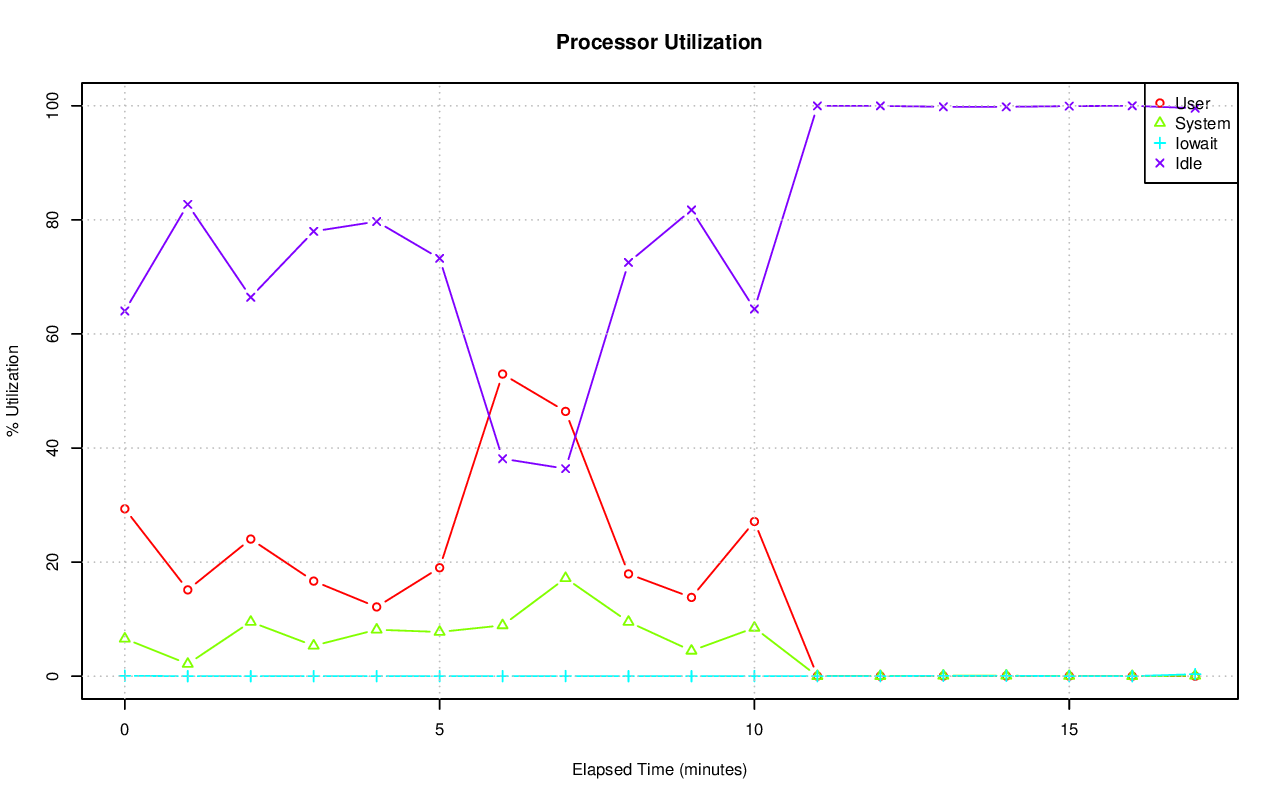 Processor Utilization
100
80
60
40
20
0
% Utilization
User
System
Iowait
Idle
0 5 10 15
Elapsed Time (minutes)